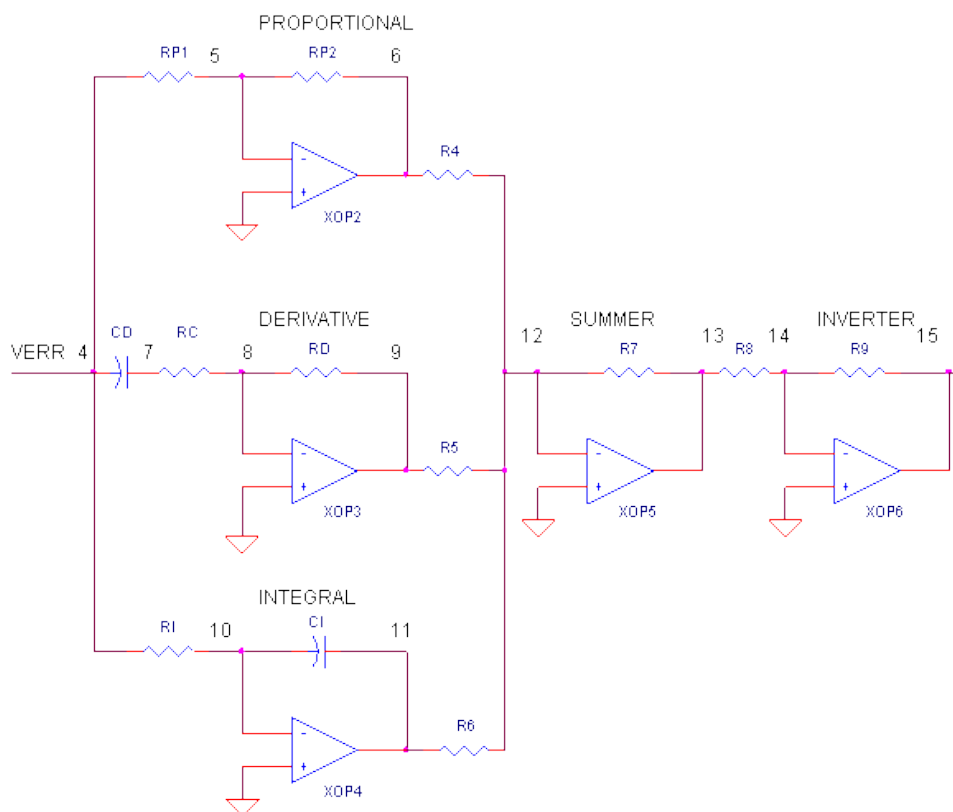 PROPORTIONAL
RP1 5 RP2 6
-
+
R4
XOP2
CD RC DERIVATIVE SUMMER INVERTER
VERR 4 7 8 RD 9 12 R7 13 R8 14 R9 15
-
+
R5
XOP3
-
+
XOP5
-
+
XOP6
INTEGRAL
RI 10 CI 11
-
+
R6
XOP4